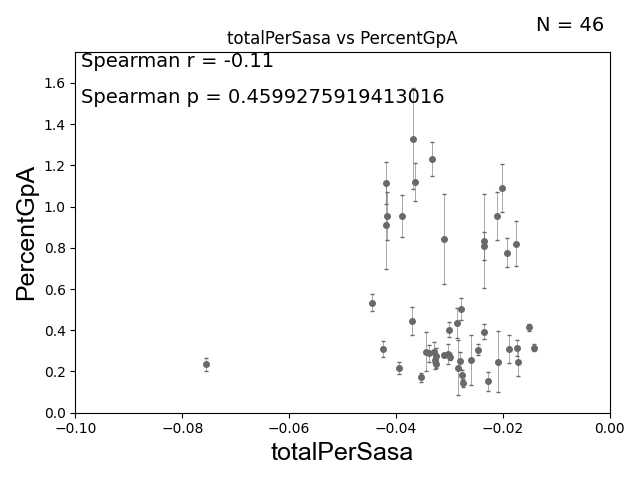 N = 46
totalPerSasa vs PercentGpA
Spearman r = -0.11
Spearman p = 0.4599275919413016
PercentGpA
1.6
1.4
1.2
1.0
0.8
0.6
0.4
0.2
0.0
−0.10 −0.08 −0.06 −0.04 −0.02 0.00
totalPerSasa